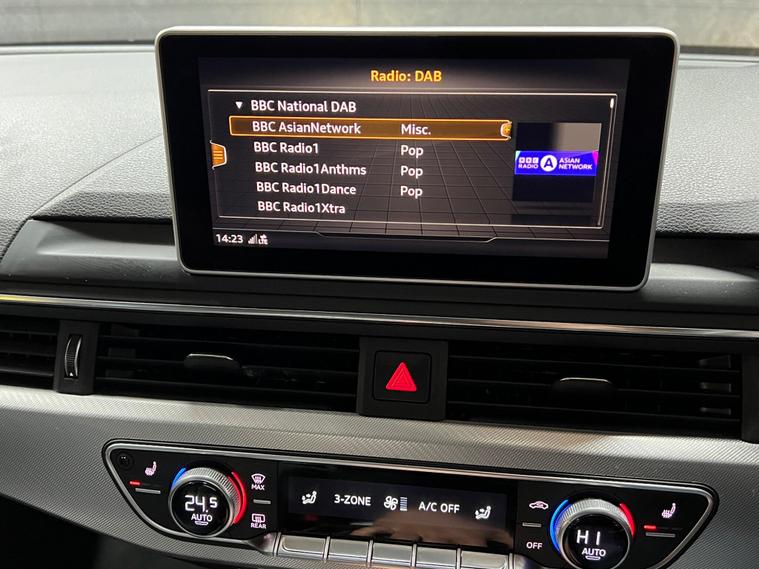 Radio: DAB
BBC National DAB
BBC AsianNetwork Misc.
BBC Radio1 Pop
BBC Radio1Anthms Pop
BBC Radio1Dance Pop
BBC Radio1Xtra
BBC RADIO A ASIAN NETWORK
14:23 LTE
MAX
24.5
AUTO
REAR
3-ZONE
A/C OFF
OFF
HI
AUTO